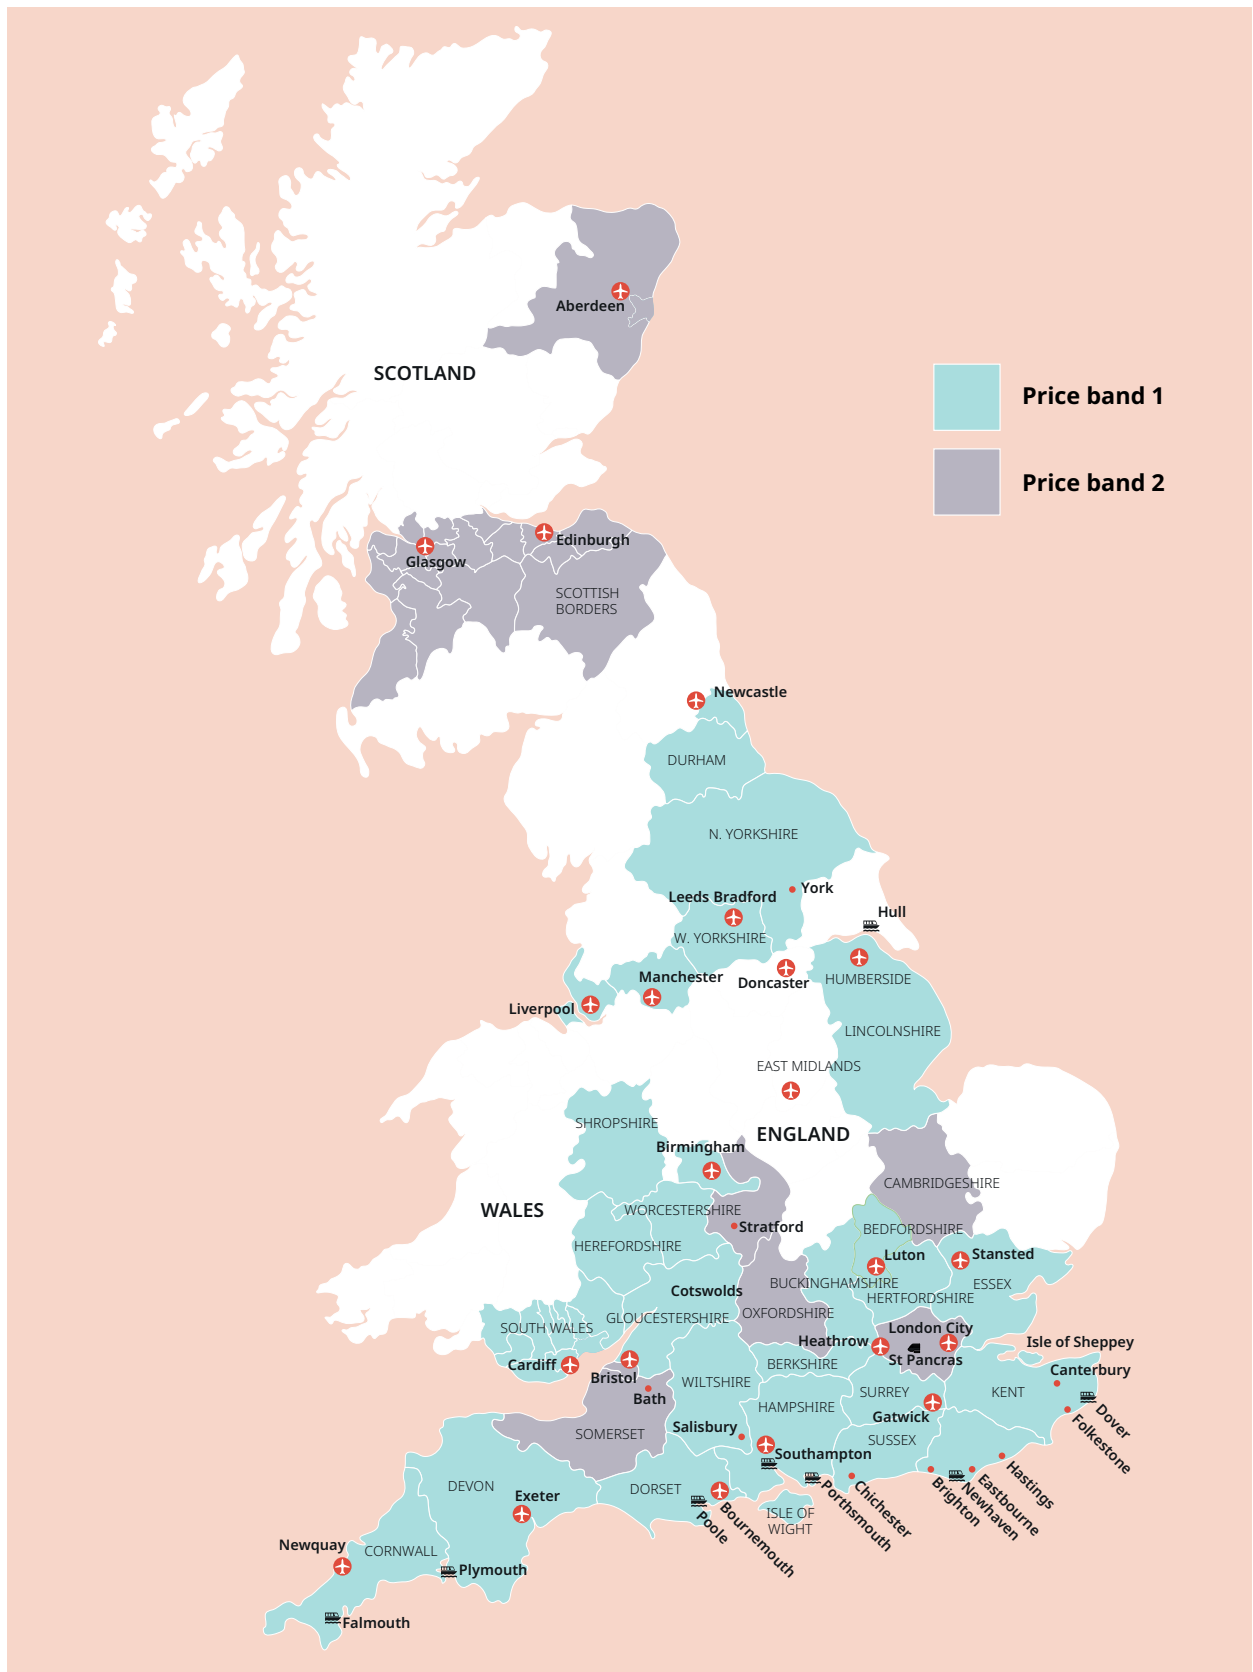 Aberdeen
SCOTLAND
Price band 1
Price band 2
Edinburgh
Glasgow
SCOTTISH
BORDERS
Newcastle
DURHAM
N. YORKSHIRE
York
Leeds Bradford
Hull
W. YORKSHIRE
Manchester
Doncaster
HUMBERSIDE
Liverpool
LINCOLNSHIRE
EAST MIDLANDS
SHROPSHIRE
ENGLAND
Birmingham
CAMBRIDGESHIRE
WALES
WORCESTERSHIRE
Stratford
BEDFORDSHIRE
HEREFORDSHIRE
Luton
Stansted
BUCKINGHAMSHIRE
ESSEX
Cotswolds
HERTFORDSHIRE
OXFORDSHIRE
GLOUCESTERSHIRE
SOUTH WALES
London City
Heathrow
Isle of Sheppey
St Pancras
Cardiff
BERKSHIRE
Canterbury
Bristol
WILTSHIRE
Bath
SURREY
KENT
HAMPSHIRE
Gatwick
Dover
Folkestone
Salisbury
SOMERSET
SUSSEX
Southampton
Hastings
Eastbourne
Newhaven
Brighton
Chichester
Porthsmouth
DEVON
DORSET
Exeter
Bournemouth
Poole
ISLE OF
WIGHT
Newquay
CORNWALL
Plymouth
Falmouth